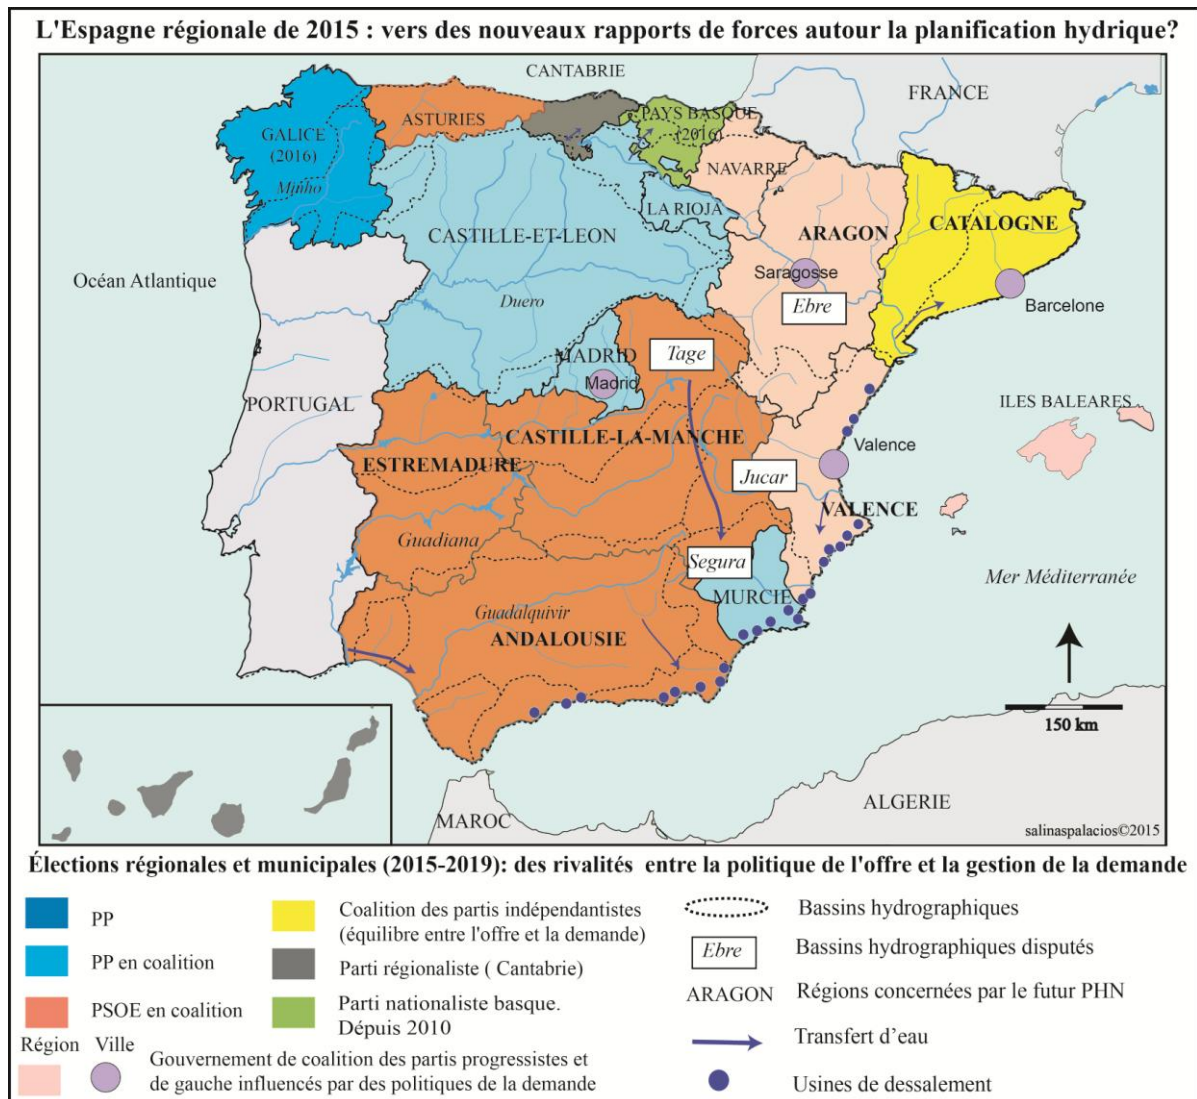 L'Espagne régionale de 2015 : vers des nouveaux rapports de forces autour la planification hydrique?
CANTABRIE
FRANCE
ASTURIES
PAYS BASQUE
(2016)
GALICE
(2016)
NAVARRE
Minho
LA RIOJA
CATALOGNE
ARAGON
CASTILLE-ET-LEON
Océan Atlantique
Saragosse
Barcelone
Duero
Ebre
MADRID
Tage
Madrid
PORTUGAL
ILES BALEARES
CASTILLE-LA-MANCHE
Valence
ESTREMADURE
Jucar
VALENCE
Guadiana
Segura
Mer Méditerranée
MURCIE
Guadalquivir
ANDALOUSIE
150 km
ALGERIE
MAROC
salinaspalacios©2015
Élections régionales et municipales (2015-2019): des rivalités entre la politique de l'offre et la gestion de la demande
PP
PP en coalition
PSOE en coalition
Région Ville
Gouvernement de coalition des partis progressistes et
de gauche influencés par des politiques de la demande
Coalition des partis indépendantistes
(équilibre entre l'offre et la demande)
Parti régionaliste ( Cantabrie)
Parti nationaliste basque.
Dépuis 2010
Bassins hydrographiques
Ebre Bassins hydrographiques disputés
ARAGON Régions concernées par le futur PHN
Transfert d'eau
Usines de dessalement